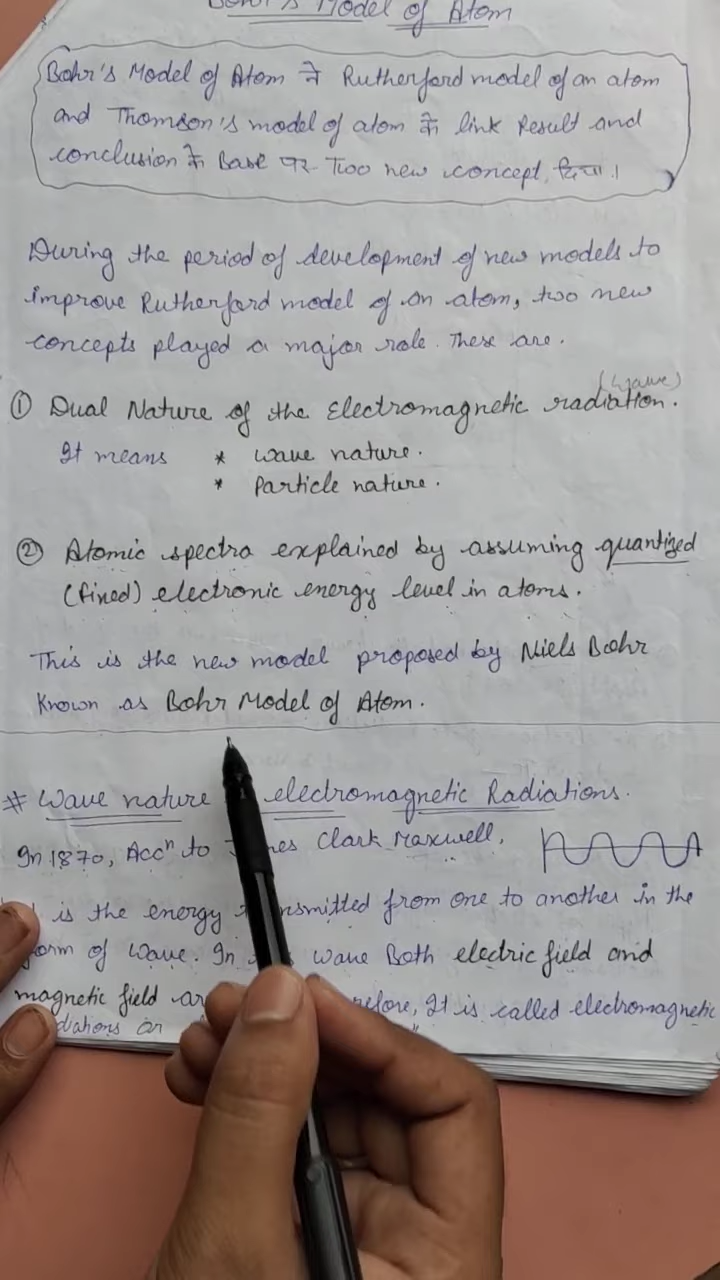 Bohr's Model of Atom
Bohr's Model of Atom ने Rutherford model of an atom
and Thomson's model of atom के link Result and
conclusion के Base पर Two new concept, दिया।
During the period of development of new models to
improve Rutherford model of an atom, two new
concepts played a major role. These are.
(wave)
① Dual Nature of the Electromagnetic radiation.
It means * wave nature.
* Particle nature.
② Atomic spectra explained by assuming quantized
(fixed) electronic energy level in atoms.
This is the new model proposed by Niels Bohr
Known as Bohr Model of Atom.
# Wave nature electromagnetic Radiations.
In 1870, Accⁿ to Clark Maxwell,
is the energy transmitted from one to another in the
form of wave. In wave Both electric field and
magnetic field It is called electromagnetic
or